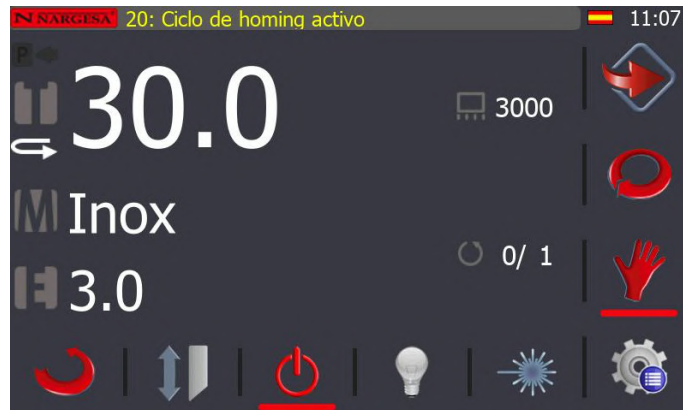 NARGESA 20: Ciclo de homing activo 11:07
P
30.0
3000
M Inox
0/ 1
3.0